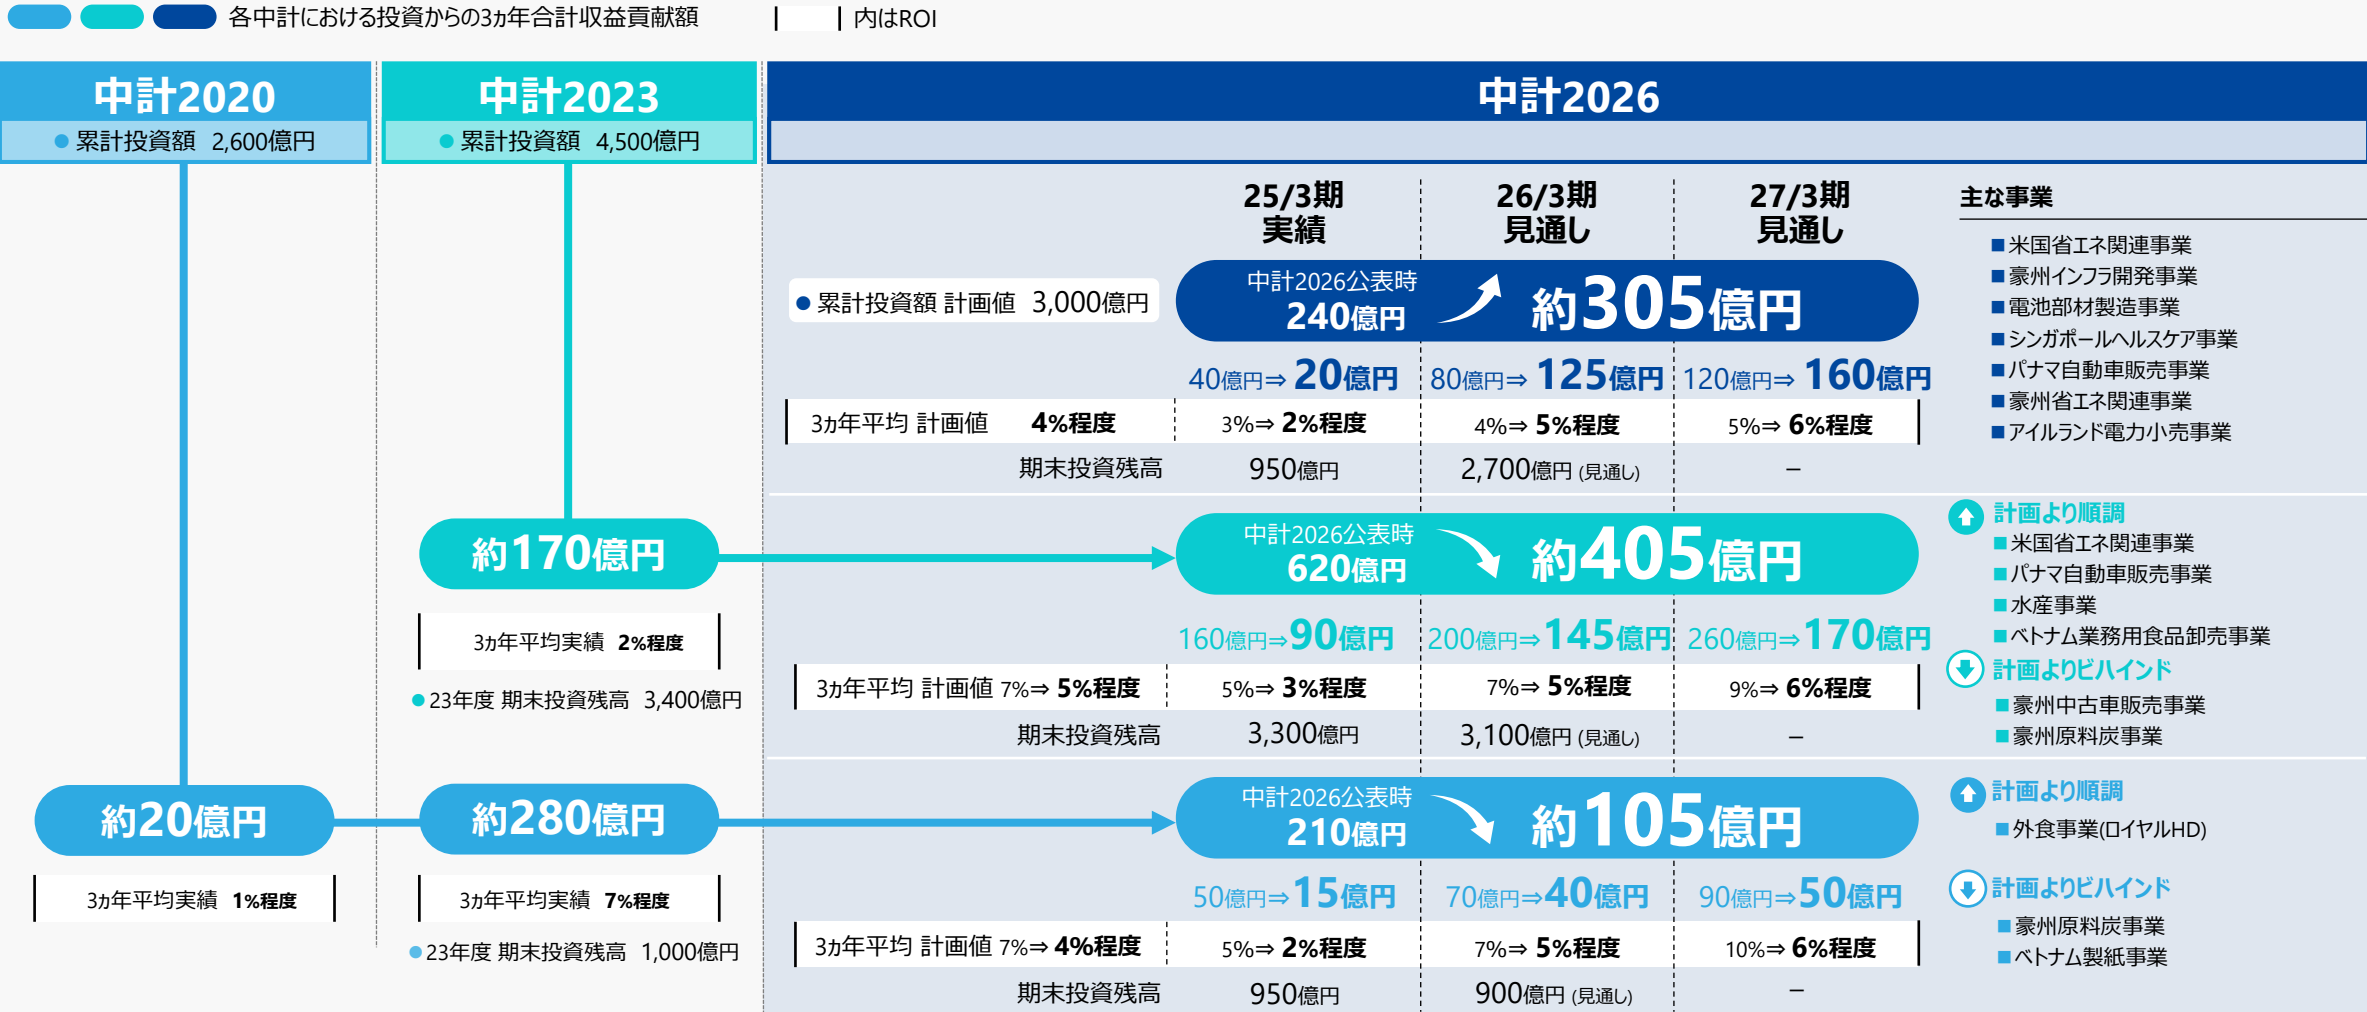 各中計における投資からの3ヵ年合計収益貢献額
内はROI
中計2020
● 累計投資額 2,600億円
中計2023
● 累計投資額 4,500億円
中計2026
25/3期
実績
26/3期
見通し
27/3期
見通し
主な事業
● 累計投資額 計画値 3,000億円
中計2026公表時
240億円
約305億円
40億円⇒ 20億円
80億円⇒ 125億円
120億円⇒ 160億円
3ヵ年平均 計画値 4%程度
3%⇒ 2%程度
4%⇒ 5%程度
5%⇒ 6%程度
期末投資残高
950億円
2,700億円 (見通し)
–
■米国省エネ関連事業
■豪州インフラ開発事業
■電池部材製造事業
■シンガポールヘルスケア事業
■パナマ自動車販売事業
■豪州省エネ関連事業
■アイルランド電力小売事業
約170億円
3ヵ年平均実績 2%程度
●23年度 期末投資残高 3,400億円
中計2026公表時
620億円
約405億円
160億円⇒90億円
200億円⇒145億円
260億円⇒170億円
3ヵ年平均 計画値 7%⇒ 5%程度
5%⇒ 3%程度
7%⇒ 5%程度
9%⇒ 6%程度
期末投資残高
3,300億円
3,100億円 (見通し)
–
計画より順調
■米国省エネ関連事業
■パナマ自動車販売事業
■水産事業
■ベトナム業務用食品卸売事業
計画よりビハインド
■豪州中古車販売事業
■豪州原料炭事業
約20億円
3ヵ年平均実績 1%程度
約280億円
3ヵ年平均実績 7%程度
●23年度 期末投資残高 1,000億円
中計2026公表時
210億円
約105億円
50億円⇒15億円
70億円⇒40億円
90億円⇒50億円
3ヵ年平均 計画値 7%⇒ 4%程度
5%⇒ 2%程度
7%⇒ 5%程度
10%⇒ 6%程度
期末投資残高
950億円
900億円 (見通し)
–
計画より順調
■外食事業(ロイヤルHD)
計画よりビハインド
■豪州原料炭事業
■ベトナム製紙事業